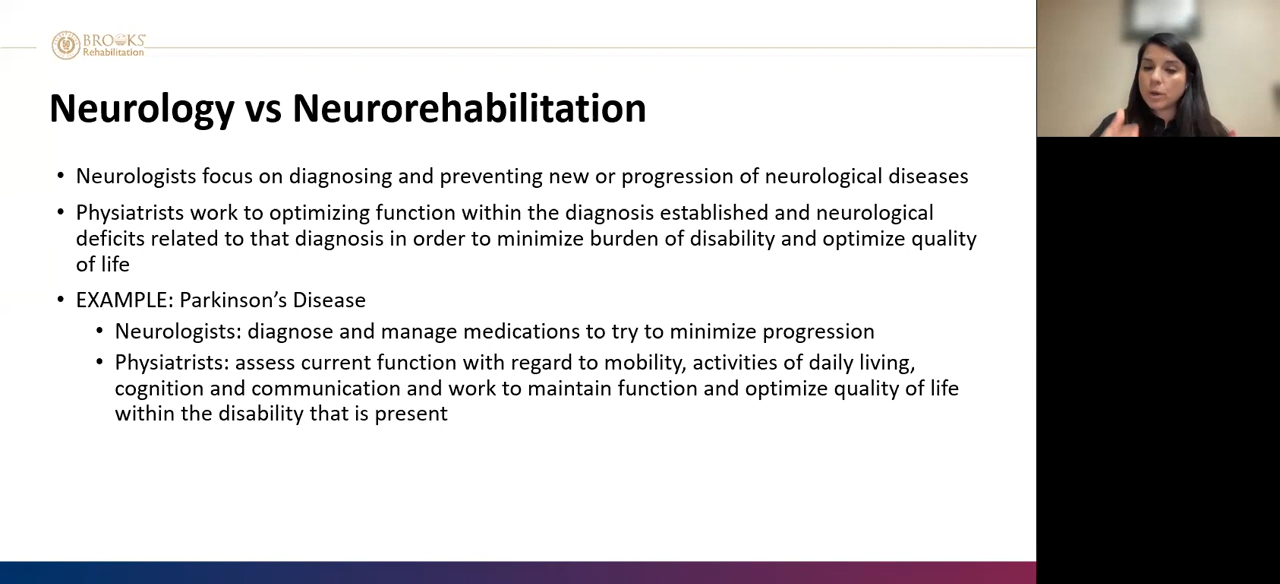 BROOKS
Rehabilitation
Neurology vs Neurorehabilitation
• Neurologists focus on diagnosing and preventing new or progression of neurological diseases
• Physiatrists work to optimizing function within the diagnosis established and neurological
deficits related to that diagnosis in order to minimize burden of disability and optimize quality
of life
• EXAMPLE: Parkinson’s Disease
• Neurologists: diagnose and manage medications to try to minimize progression
• Physiatrists: assess current function with regard to mobility, activities of daily living,
cognition and communication and work to maintain function and optimize quality of life
within the disability that is present